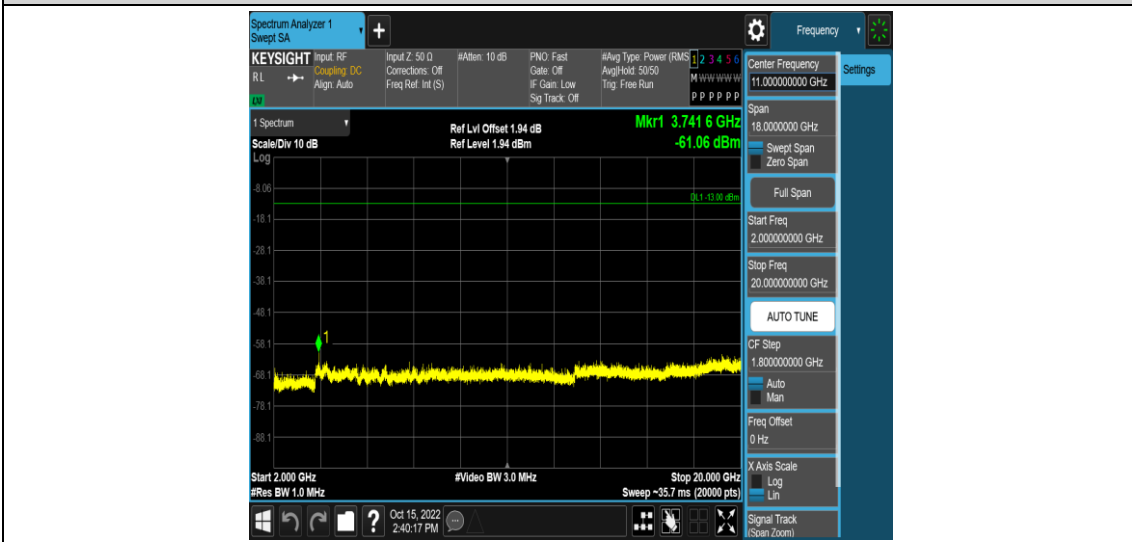 Spectrum Analyzer 1
Swept SA
+
Frequency
KEYSIGHT
RL
LXI
Input: RF
Coupling: DC
Align: Auto
Input Z: 50 Ω
Corrections: Off
Freq Ref: Int (S)
#Atten: 10 dB
PNO: Fast
Gate: Off
IF Gain: Low
Sig Track: Off
#Avg Type: Power (RMS
Avg|Hold: 50/50
Trig: Free Run
1 2 3 4 5 6
M W W W W W
P P P P P P
Center Frequency
11.000000000 GHz
Settings
Span
18.0000000 GHz
Swept Span
Zero Span
Full Span
Start Freq
2.000000000 GHz
Stop Freq
20.000000000 GHz
AUTO TUNE
CF Step
1.800000000 GHz
Auto
Man
Freq Offset
0 Hz
X Axis Scale
Log
Lin
Signal Track
(Span Zoom)
1 Spectrum
Scale/Div 10 dB
Log
Ref Lvl Offset 1.94 dB
Ref Level 1.94 dBm
Mkr1 3.741 6 GHz
-61.06 dBm
DL1 -13.00 dBm
-8.06
-18.1
-28.1
-38.1
-48.1
-58.1
-68.1
-78.1
-88.1
1
Start 2.000 GHz
#Res BW 1.0 MHz
#Video BW 3.0 MHz
Stop 20.000 GHz
Sweep ~35.7 ms (20000 pts)
?
Oct 15, 2022
2:40:17 PM